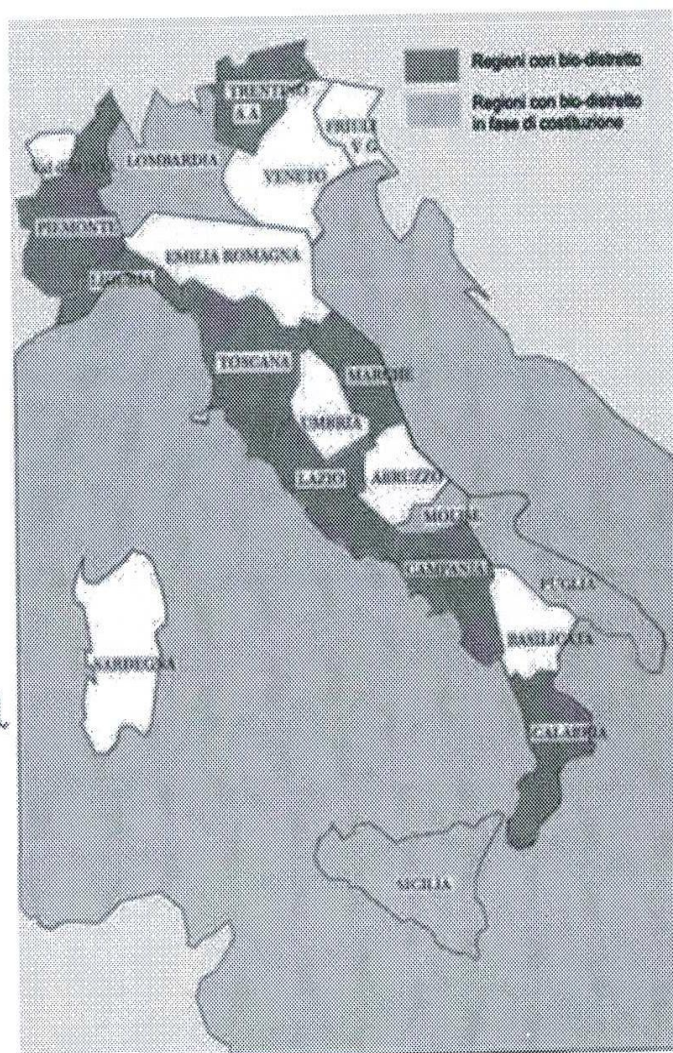 Regioni con bio-distretto
Regioni con bio-distretto
in fase di costituzione
TRENTINO
A A
FRIULI
V G
LOMBARDIA
VENETO
PIEMONTE
EMILIA ROMAGNA
LIGURIA
TOSCANA
MARCHE
UMBRIA
LAZIO
ABRUZZO
MOLISE
CAMPANIA
PUGLIA
BASILICATA
SARDEGNA
CALABRIA
SICILIA